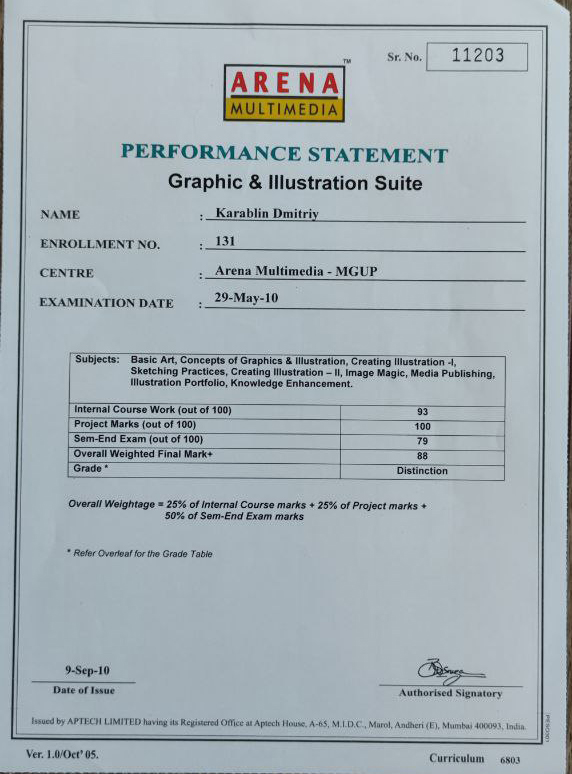 Sr. No. 11203
ARENA TM
MULTIMEDIA
PERFORMANCE STATEMENT
Graphic & Illustration Suite
NAME : Karablin Dmitriy
ENROLLMENT NO. : 131
CENTRE : Arena Multimedia - MGUP
EXAMINATION DATE : 29-May-10
Subjects: Basic Art, Concepts of Graphics & Illustration, Creating Illustration -I,
Sketching Practices, Creating Illustration – II, Image Magic, Media Publishing,
Illustration Portfolio, Knowledge Enhancement.
Internal Course Work (out of 100) 93
Project Marks (out of 100) 100
Sem-End Exam (out of 100) 79
Overall Weighted Final Mark+ 88
Grade * Distinction
Overall Weightage = 25% of Internal Course marks + 25% of Project marks +
50% of Sem-End Exam marks
* Refer Overleaf for the Grade Table
9-Sep-10
Date of Issue
Authorised Signatory
Issued by APTECH LIMITED having its Registered Office at Aptech House, A-65, M.I.D.C., Marol, Andheri (E), Mumbai 400093, India.
Ver. 1.0/Oct' 05.
Curriculum 6803